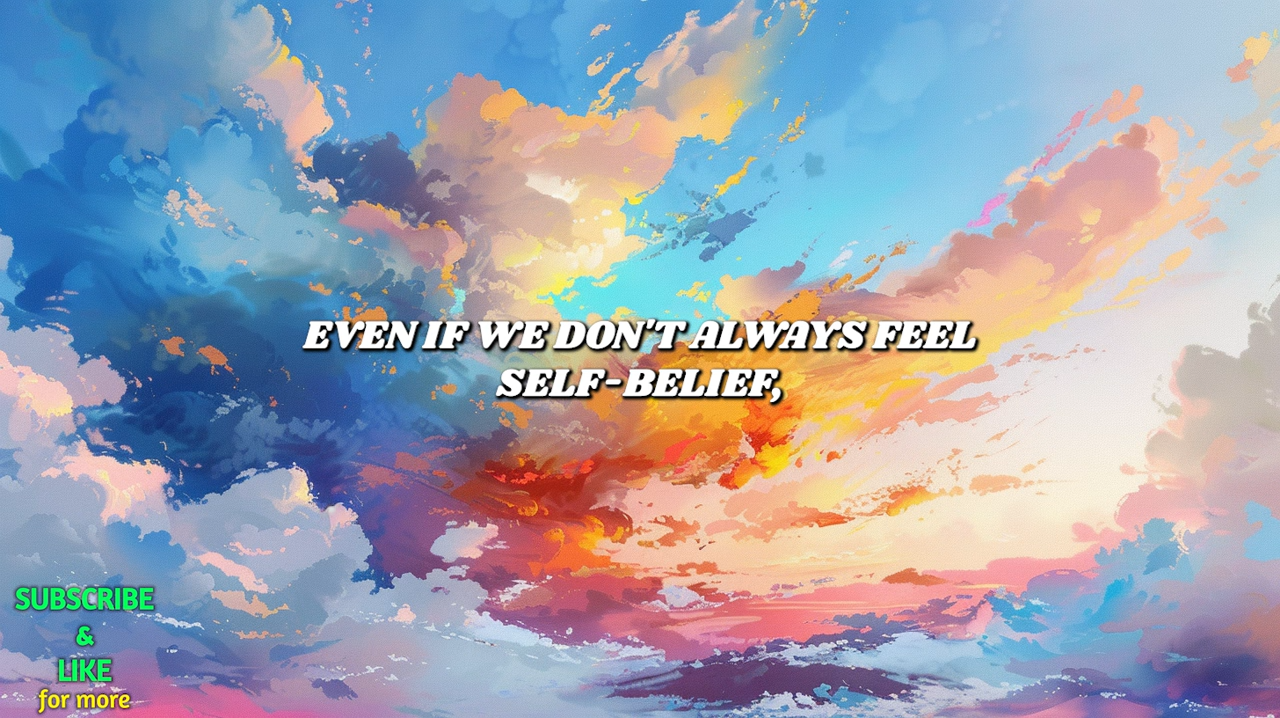 EVEN IF WE DON'T ALWAYS FEEL
SELF-BELIEF,
SUBSCRIBE
&
LIKE
for more